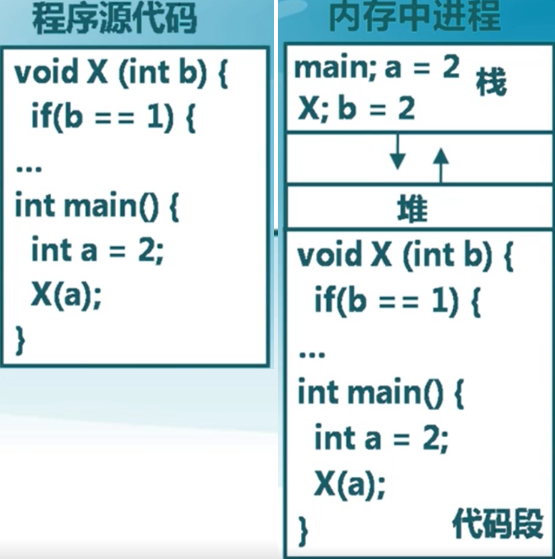 程序源代码
void X (int b) {
if(b == 1) {
...
int main() {
int a = 2;
X(a);
}
内存中进程
main; a = 2 栈
X; b = 2
堆
void X (int b) {
if(b == 1) {
...
int main() {
int a = 2;
X(a);
} 代码段